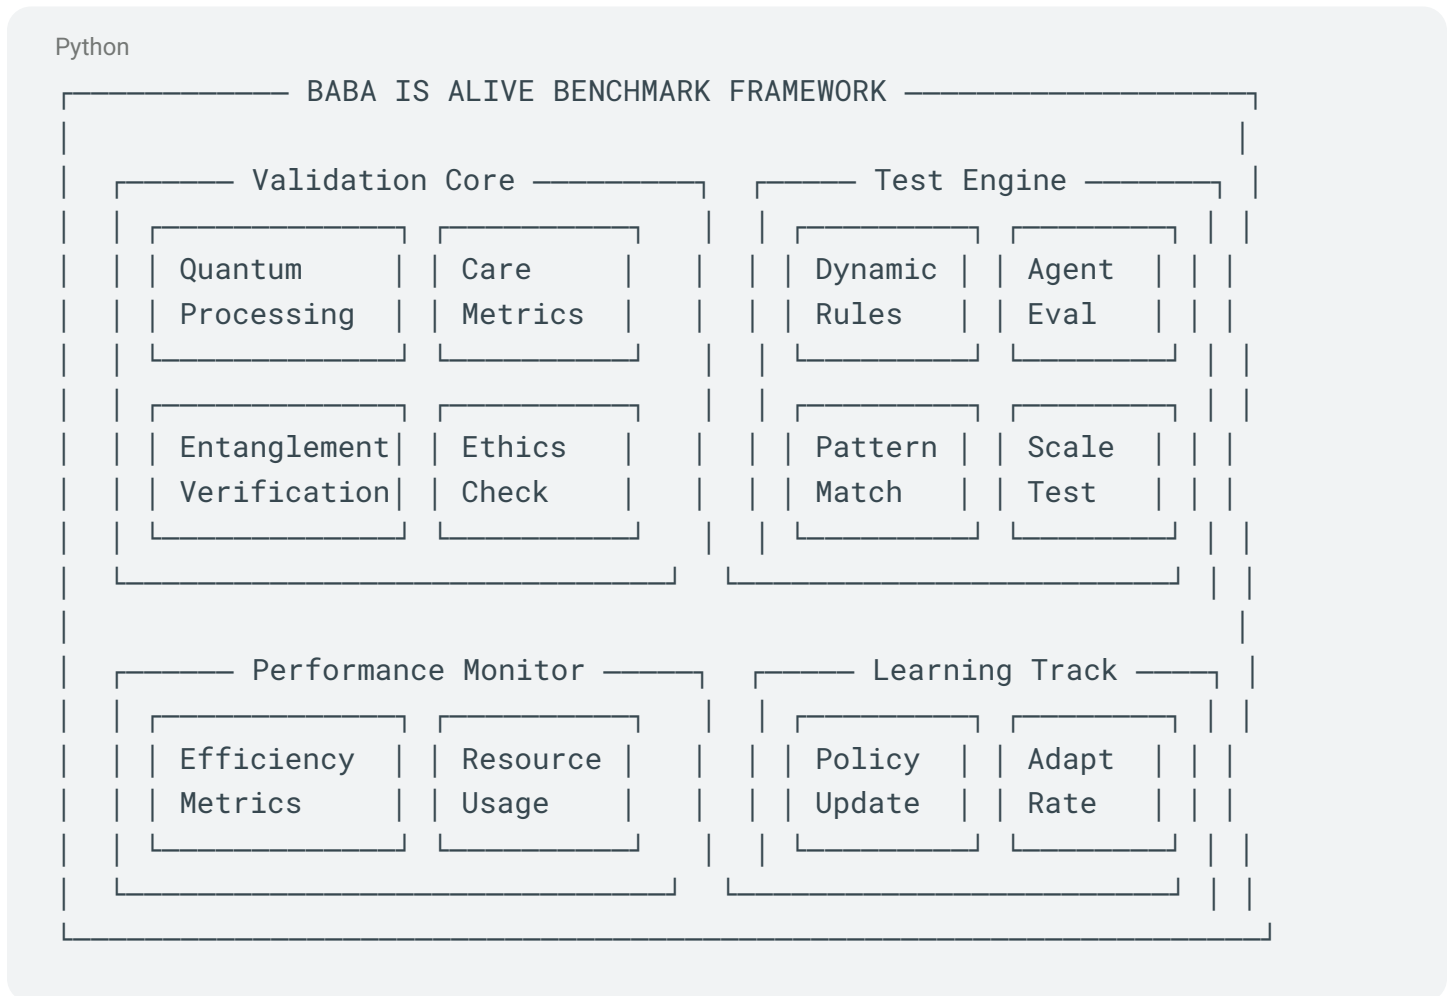 Python
BABA IS ALIVE BENCHMARK FRAMEWORK
Validation Core Test Engine
Quantum Care Dynamic Agent
Processing Metrics Rules Eval
Entanglement Ethics Pattern Scale
Verification Check Match Test
Performance Monitor Learning Track
Efficiency Resource Policy Adapt
Metrics Usage Update Rate